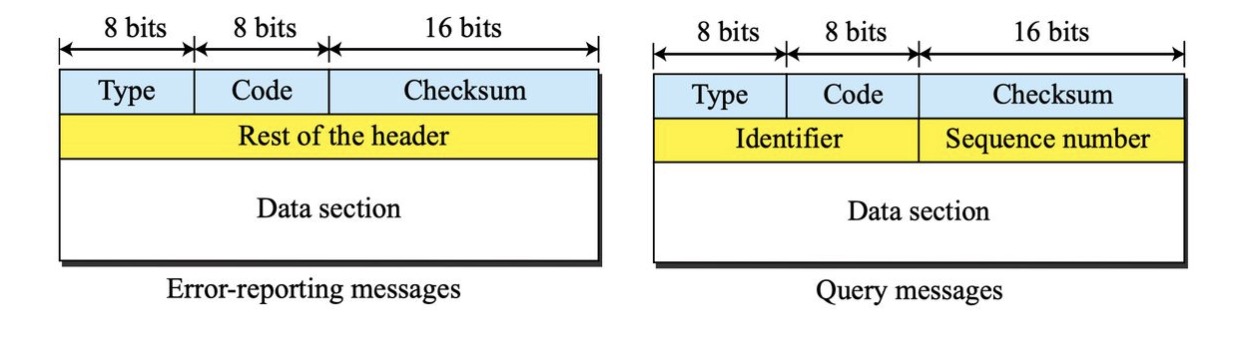 8 bits 8 bits 16 bits
Type Code Checksum
Rest of the header
Data section
Error-reporting messages
8 bits 8 bits 16 bits
Type Code Checksum
Identifier Sequence number
Data section
Query messages